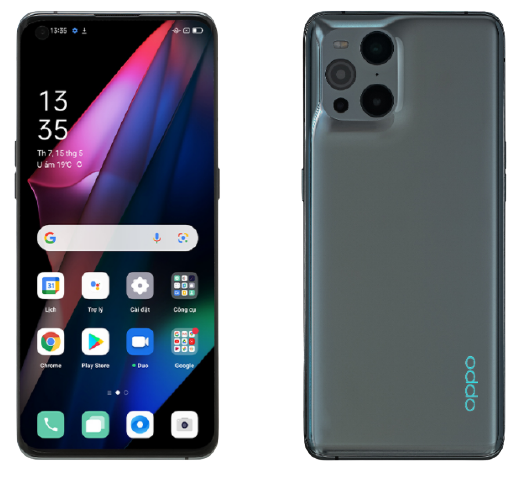 13:35
13
35
Th 7, 15 thg 5
U ám 19°C
G
31
Lịch
Trợ lý
Cài đặt
Công cụ
Chrome
Play Store
Duo
Google
oppo